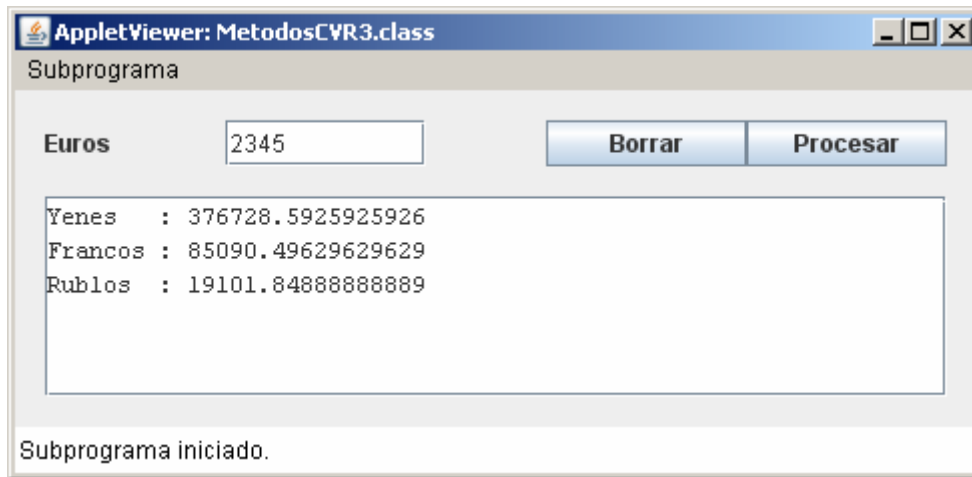 AppletViewer: MetodosCVR3.class
Subprograma
Euros 2345 Borrar Procesar
Yenes : 376728.5925925926
Francos : 85090.49629629629
Rublos : 19101.84888888889
Subprograma iniciado.